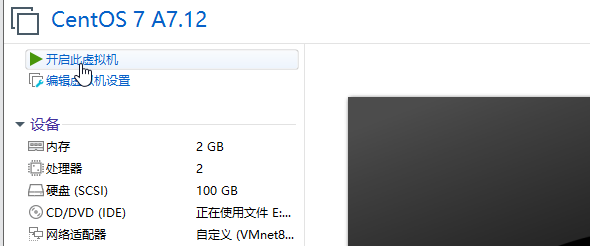 CentOS 7 A7.12
开启此虚拟机
编辑虚拟机设置
设备
内存 2 GB
处理器 2
硬盘 (SCSI) 100 GB
CD/DVD (IDE) 正在使用文件 E:...
网络适配器 自定义 (VMnet8...